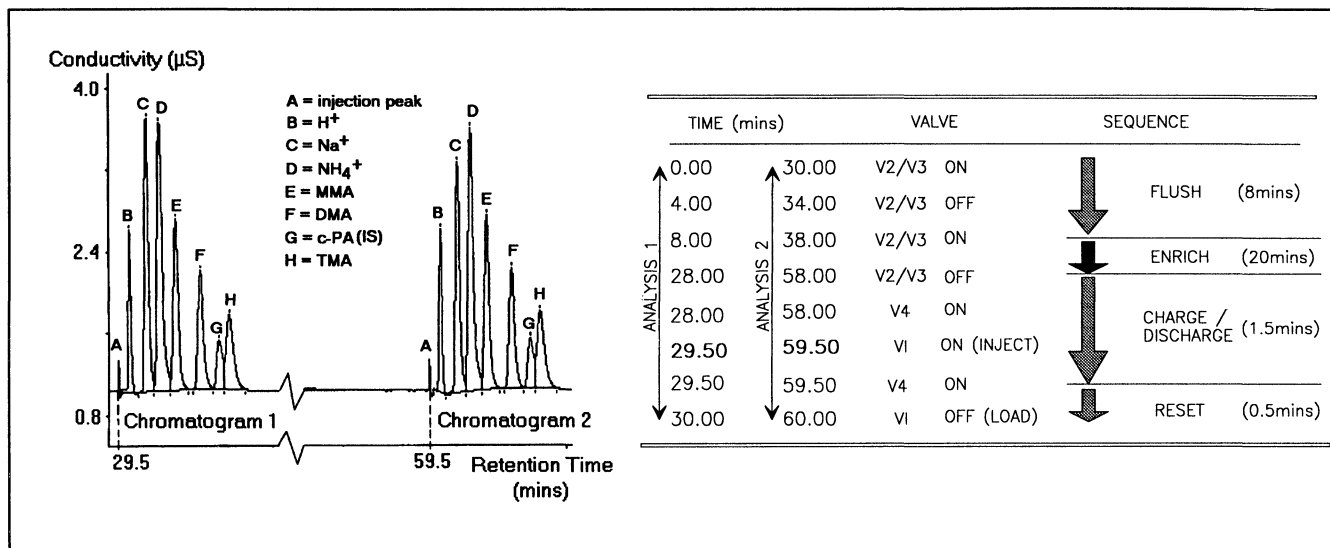 Conductivity (µS)
4.0
2.4
0.8
A
B
C
D
E
F
G
H
A = injection peak
B = H+
C = Na+
D = NH4+
E = MMA
F = DMA
G = c-PA (IS)
H = TMA
A
B
C
D
E
F
G
H
Chromatogram 1
Chromatogram 2
29.5
59.5
Retention Time
(mins)
TIME (mins) VALVE SEQUENCE
ANALYSIS 1
ANALYSIS 2
0.00 30.00 V2/V3 ON
4.00 34.00 V2/V3 OFF
8.00 38.00 V2/V3 ON
28.00 58.00 V2/V3 OFF
28.00 58.00 V4 ON
29.50 59.50 VI ON (INJECT)
29.50 59.50 V4 ON
30.00 60.00 VI OFF (LOAD)
FLUSH (8mins)
ENRICH (20mins)
CHARGE /
DISCHARGE (1.5mins)
RESET (0.5mins)